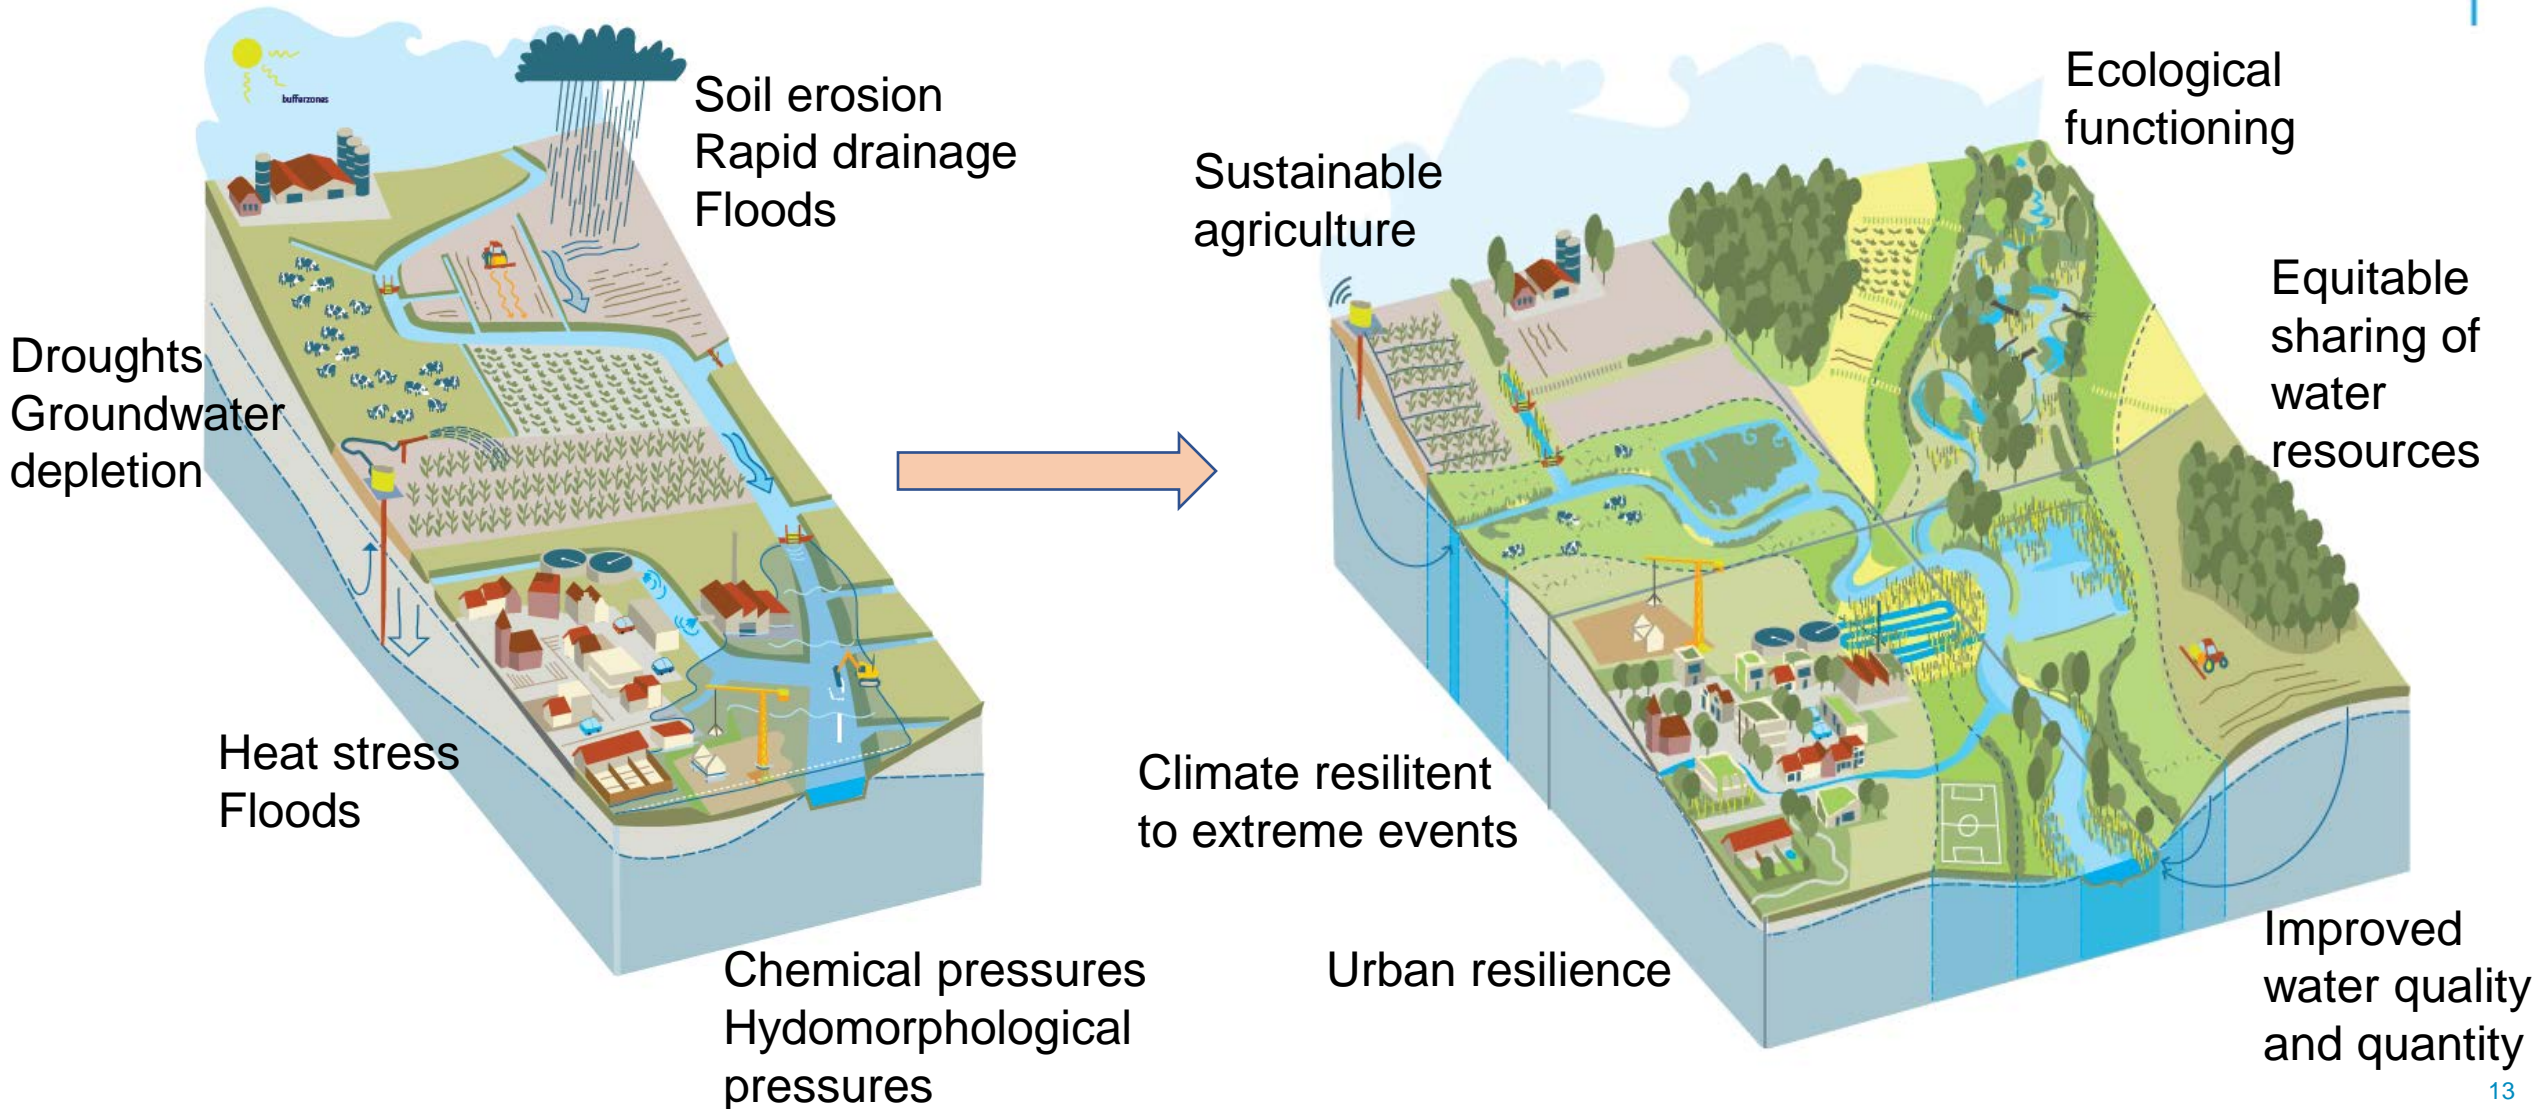 bufferzones
Soil erosion
Rapid drainage
Floods
Droughts
Groundwater
depletion
Heat stress
Floods
Chemical pressures
Hydomorphological
pressures
Sustainable
agriculture
Ecological
functioning
Equitable
sharing of
water
resources
Climate resilitent
to extreme events
Urban resilience
Improved
water quality
and quantity
13